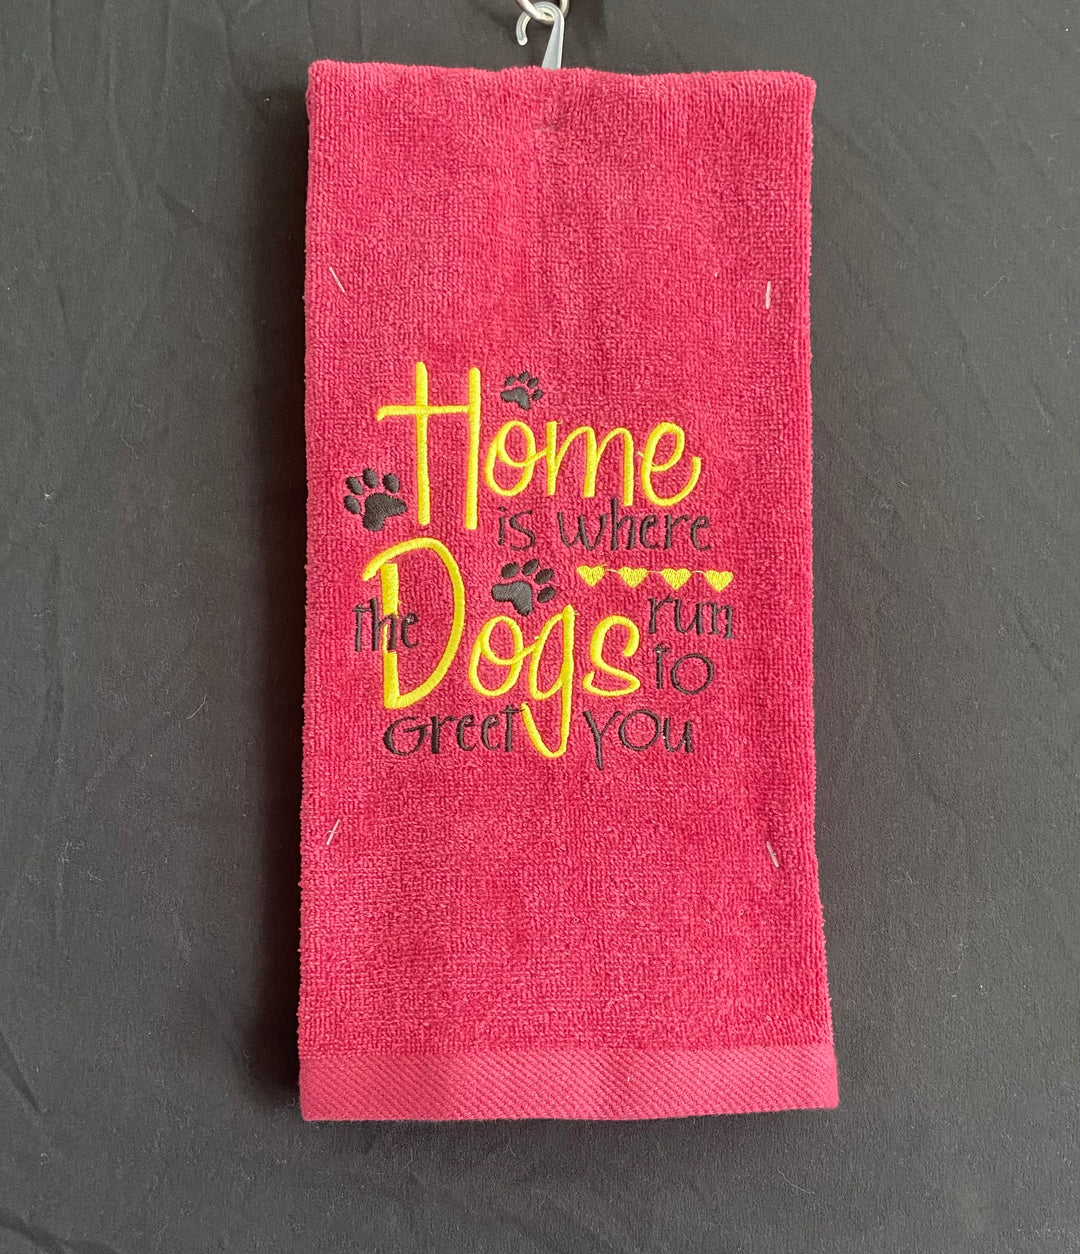 Home
is where
the Dogs run
to
Greet you